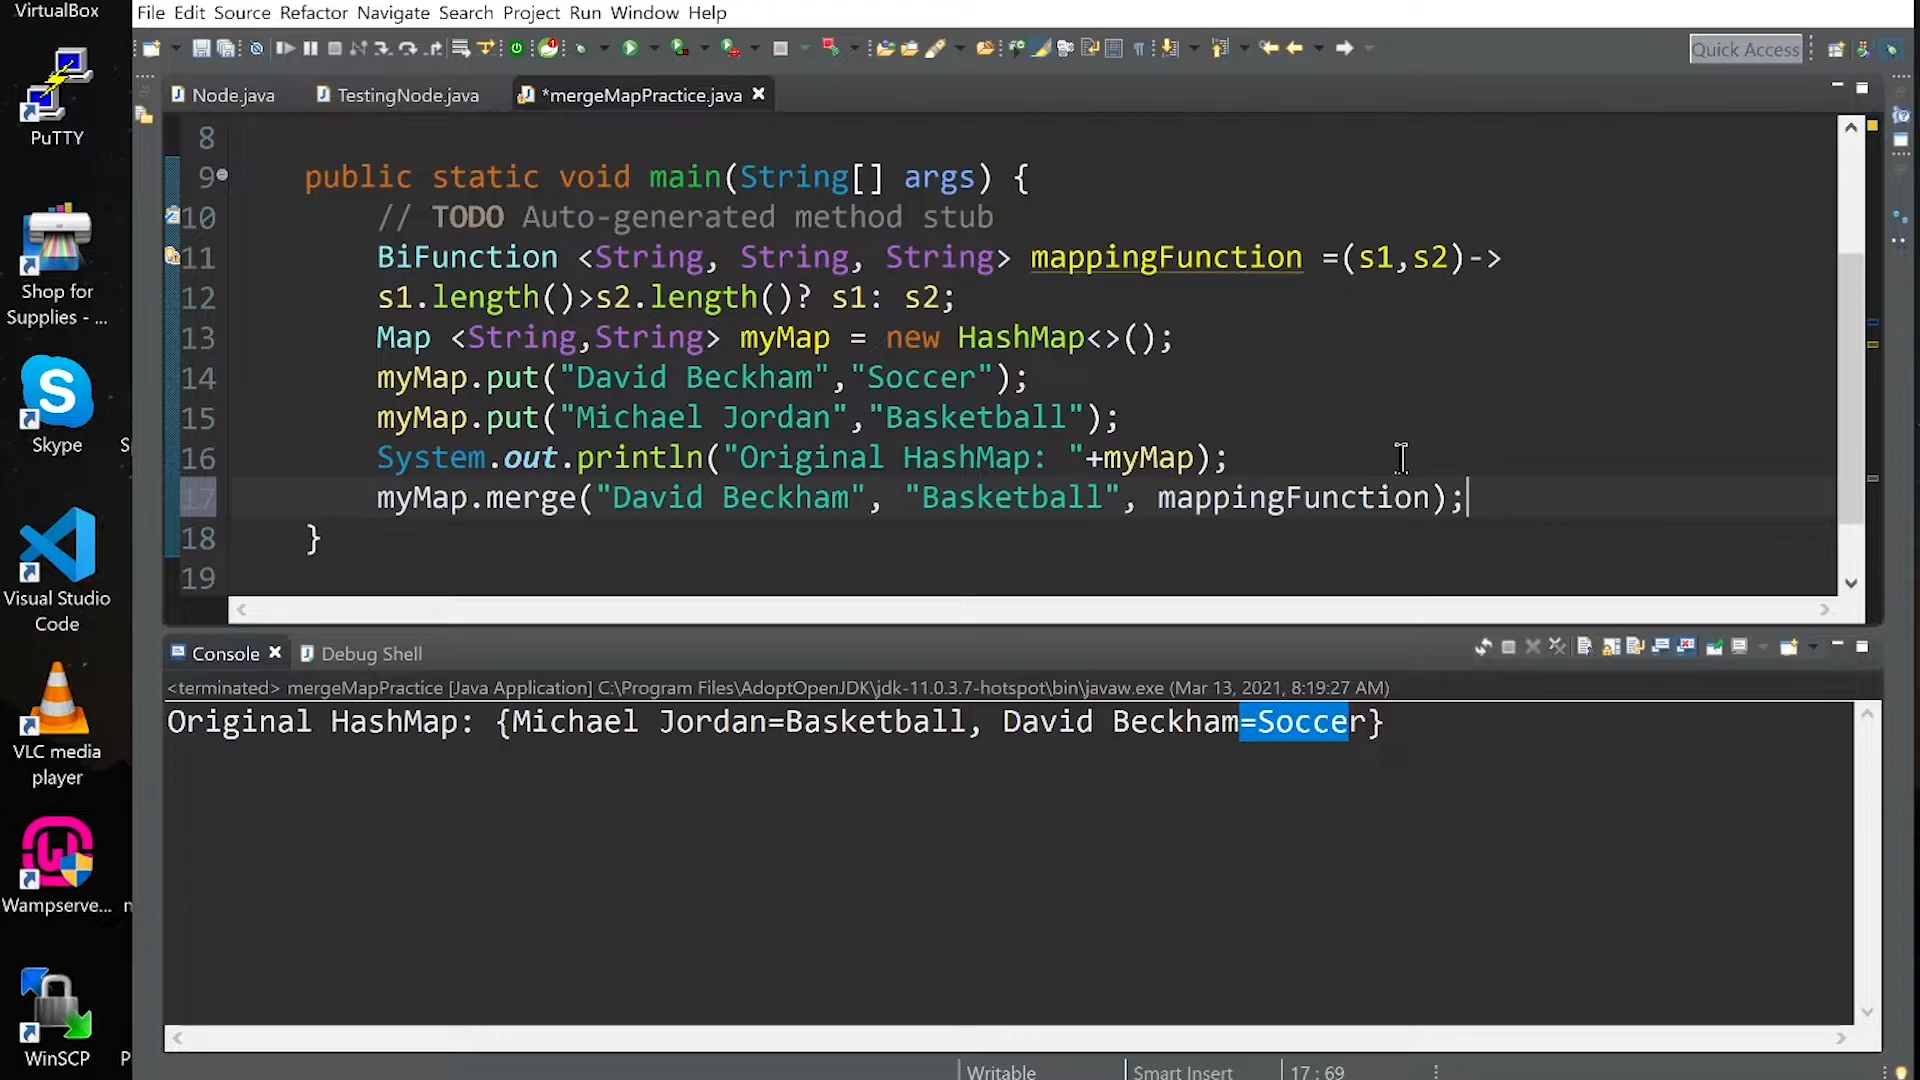 VirtualBox
File Edit Source Refactor Navigate Search Project Run Window Help
Quick Access
Node.java TestingNode.java *mergeMapPractice.java
PuTTY
8
9 public static void main(String[] args) {
10 // TODO Auto-generated method stub
11 BiFunction <String, String, String> mappingFunction =(s1,s2)->
12 s1.length()>s2.length()? s1: s2;
13 Map <String,String> myMap = new HashMap<>();
14 myMap.put("David Beckham","Soccer");
15 myMap.put("Michael Jordan","Basketball");
16 System.out.println("Original HashMap: "+myMap);
17 myMap.merge("David Beckham", "Basketball", mappingFunction);
18 }
19
Shop for
Supplies - ...
Skype S
Visual Studio
Code
VLC media
player
Wampserve...
WinSCP P
Console Debug Shell
<terminated> mergeMapPractice [Java Application] C:\Program Files\AdoptOpenJDK\jdk-11.0.3.7-hotspot\bin\javaw.exe (Mar 13, 2021, 8:19:27 AM)
Original HashMap: {Michael Jordan=Basketball, David Beckham=Soccer}
Writable Smart Insert 17 : 69